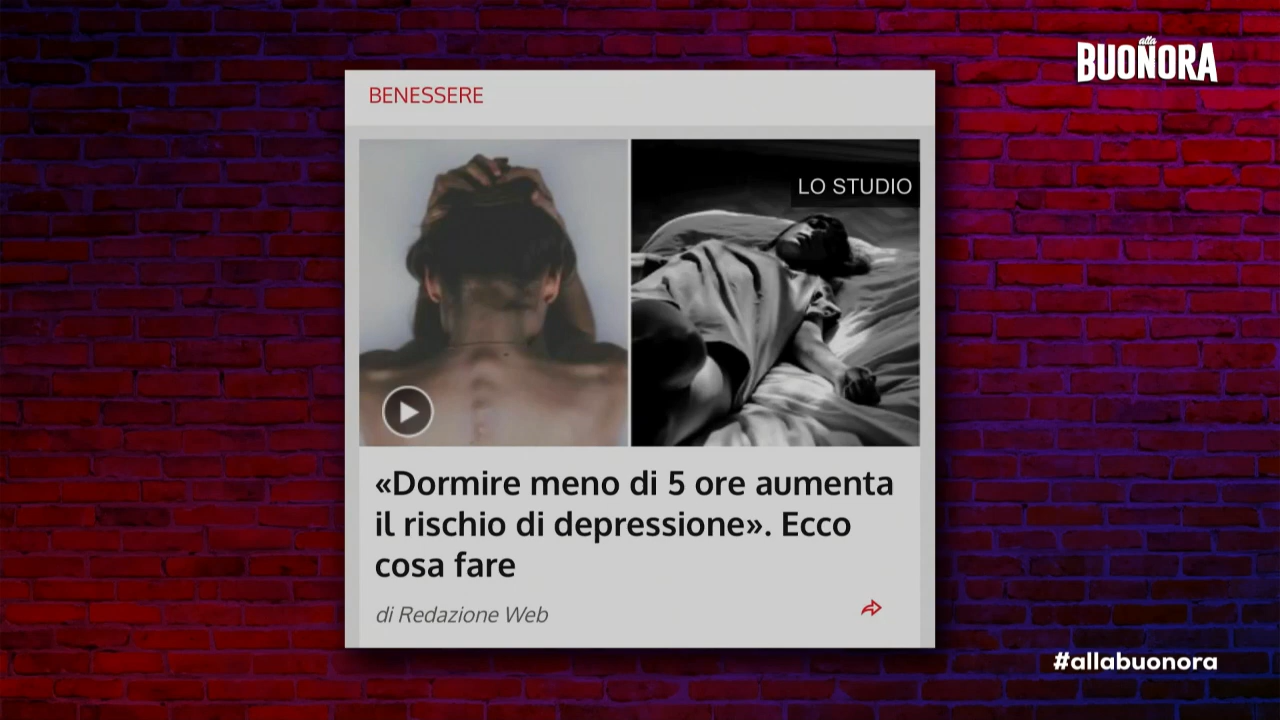 alla
BUONORA
BENESSERE
LO STUDIO
«Dormire meno di 5 ore aumenta
il rischio di depressione». Ecco
cosa fare
di Redazione Web
#allabuonora